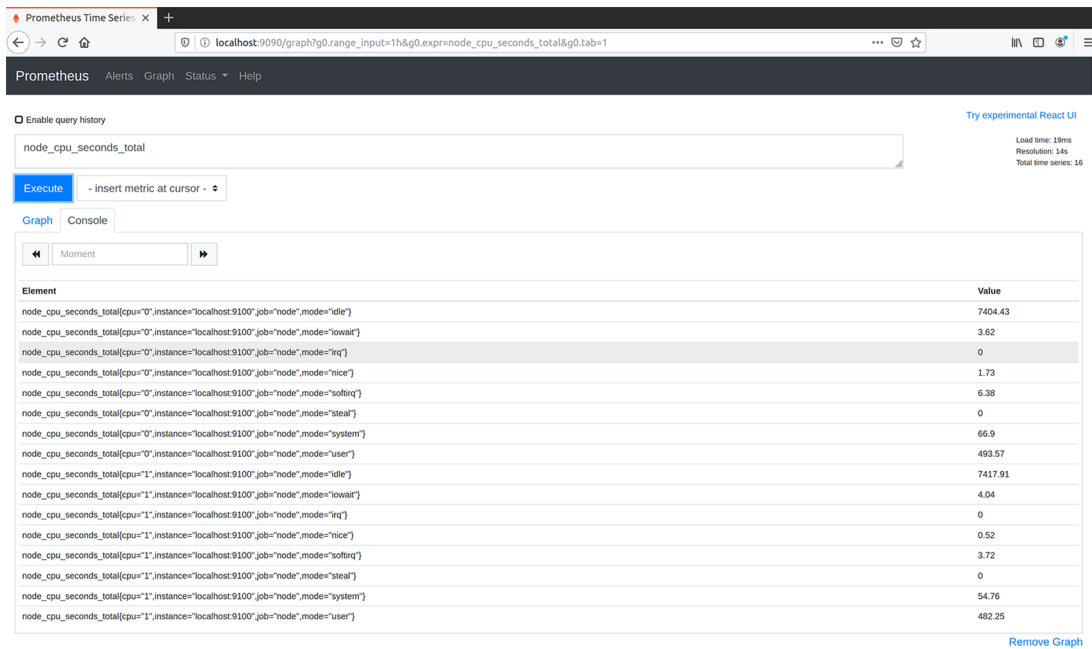 Prometheus Time Series
localhost:9090/graph?g0.range_input=1h&g0.expr=node_cpu_seconds_total&g0.tab=1
Prometheus Alerts Graph Status Help
Enable query history
Try experimental React UI
node_cpu_seconds_total
Load time: 19ms
Resolution: 14s
Total time series: 16
Execute - insert metric at cursor -
Graph Console
Moment
Element Value
node_cpu_seconds_total{cpu="0",instance="localhost:9100",job="node",mode="idle"} 7404.43
node_cpu_seconds_total{cpu="0",instance="localhost:9100",job="node",mode="iowait"} 3.62
node_cpu_seconds_total{cpu="0",instance="localhost:9100",job="node",mode="irq"} 0
node_cpu_seconds_total{cpu="0",instance="localhost:9100",job="node",mode="nice"} 1.73
node_cpu_seconds_total{cpu="0",instance="localhost:9100",job="node",mode="softirq"} 6.38
node_cpu_seconds_total{cpu="0",instance="localhost:9100",job="node",mode="steal"} 0
node_cpu_seconds_total{cpu="0",instance="localhost:9100",job="node",mode="system"} 66.9
node_cpu_seconds_total{cpu="0",instance="localhost:9100",job="node",mode="user"} 493.57
node_cpu_seconds_total{cpu="1",instance="localhost:9100",job="node",mode="idle"} 7417.91
node_cpu_seconds_total{cpu="1",instance="localhost:9100",job="node",mode="iowait"} 4.04
node_cpu_seconds_total{cpu="1",instance="localhost:9100",job="node",mode="irq"} 0
node_cpu_seconds_total{cpu="1",instance="localhost:9100",job="node",mode="nice"} 0.52
node_cpu_seconds_total{cpu="1",instance="localhost:9100",job="node",mode="softirq"} 3.72
node_cpu_seconds_total{cpu="1",instance="localhost:9100",job="node",mode="steal"} 0
node_cpu_seconds_total{cpu="1",instance="localhost:9100",job="node",mode="system"} 54.76
node_cpu_seconds_total{cpu="1",instance="localhost:9100",job="node",mode="user"} 482.25
Remove Graph